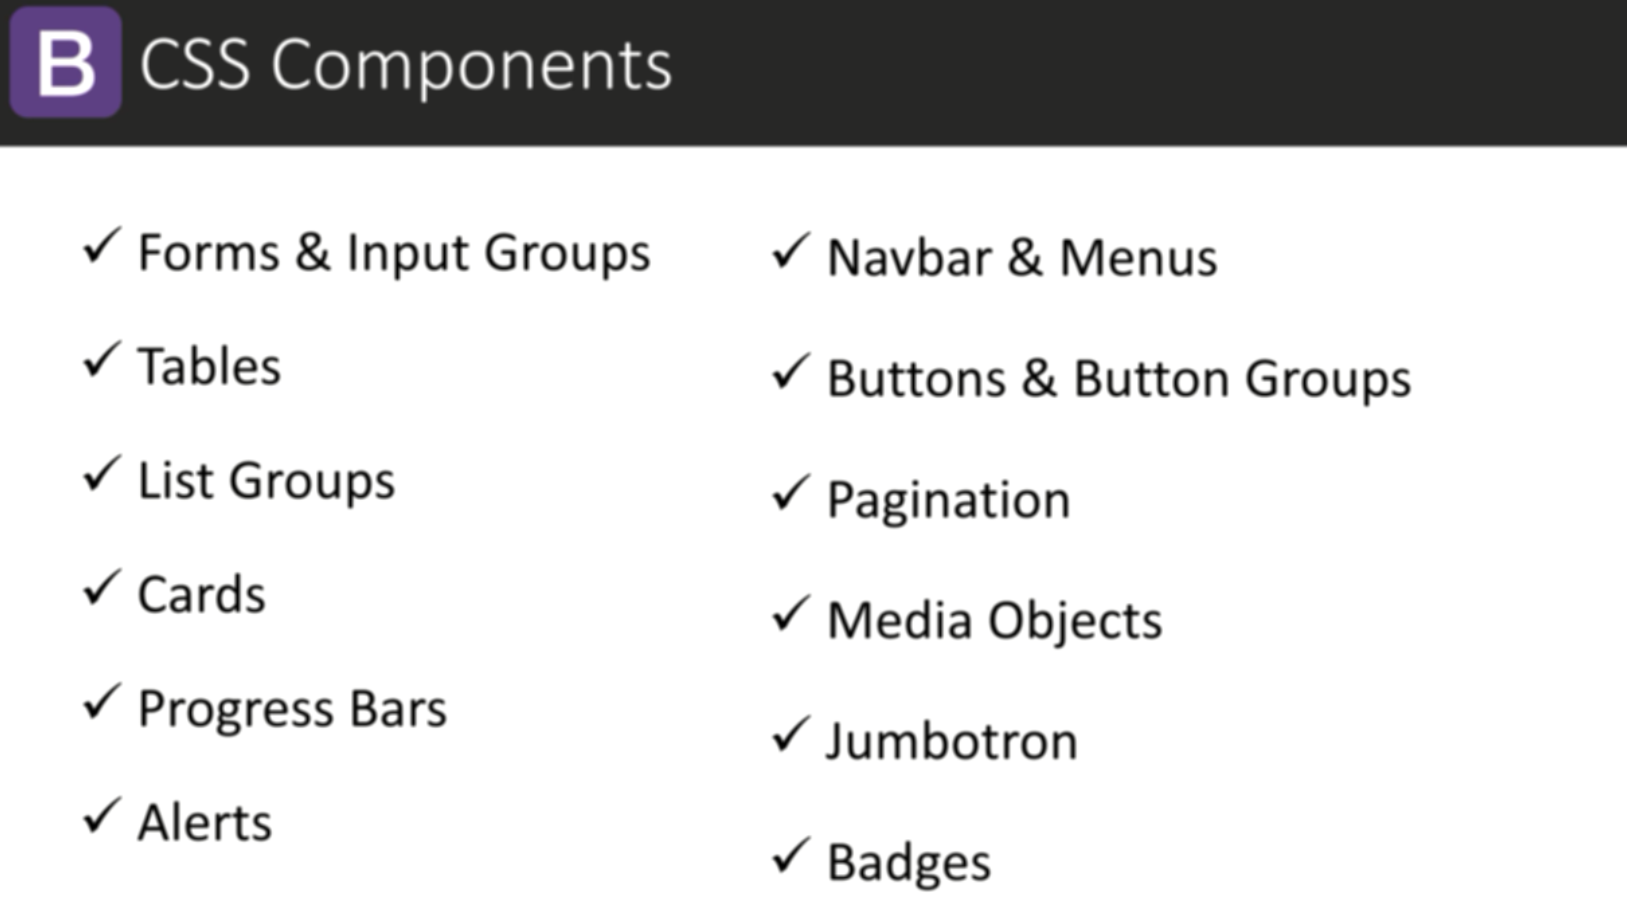 B CSS Components
✓ Forms & Input Groups
✓ Tables
✓ List Groups
✓ Cards
✓ Progress Bars
✓ Alerts
✓ Navbar & Menus
✓ Buttons & Button Groups
✓ Pagination
✓ Media Objects
✓ Jumbotron
✓ Badges